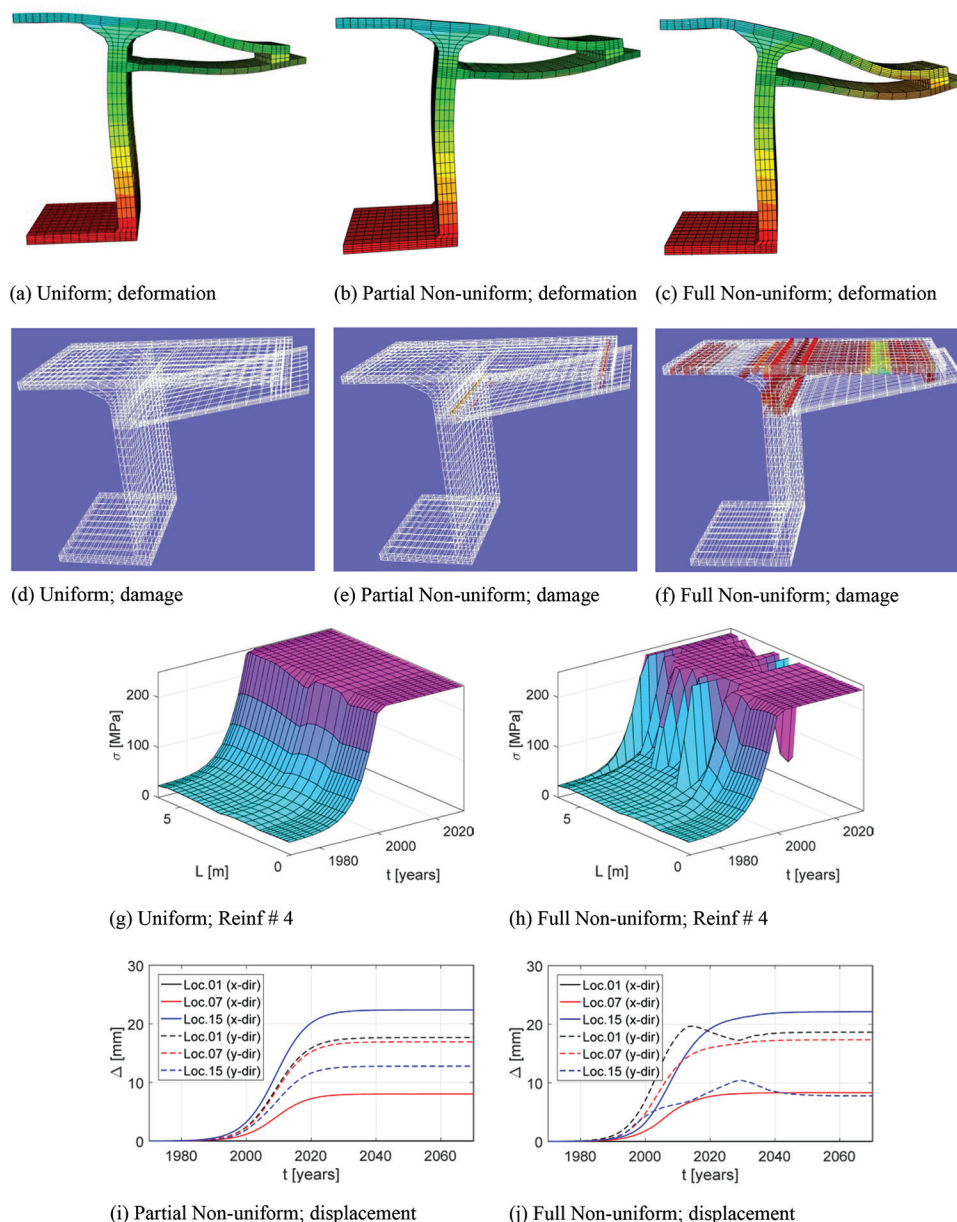 (a) Uniform; deformation
(b) Partial Non-uniform; deformation
(c) Full Non-uniform; deformation
(d) Uniform; damage
(e) Partial Non-uniform; damage
(f) Full Non-uniform; damage
200
100
0
σ [MPa]
5
0
L [m]
1980
2000
2020
t [years]
200
100
0
σ [MPa]
5
0
L [m]
1980
2000
2020
t [years]
(g) Uniform; Reinf # 4
(h) Full Non-uniform; Reinf # 4
30
20
10
0
Δ [mm]
Loc.01 (x-dir)
Loc.07 (x-dir)
Loc.15 (x-dir)
Loc.01 (y-dir)
Loc.07 (y-dir)
Loc.15 (y-dir)
1980 2000 2020 2040 2060
t [years]
30
20
10
0
Δ [mm]
Loc.01 (x-dir)
Loc.07 (x-dir)
Loc.15 (x-dir)
Loc.01 (y-dir)
Loc.07 (y-dir)
Loc.15 (y-dir)
1980 2000 2020 2040 2060
t [years]
(i) Partial Non-uniform; displacement
(j) Full Non-uniform; displacement